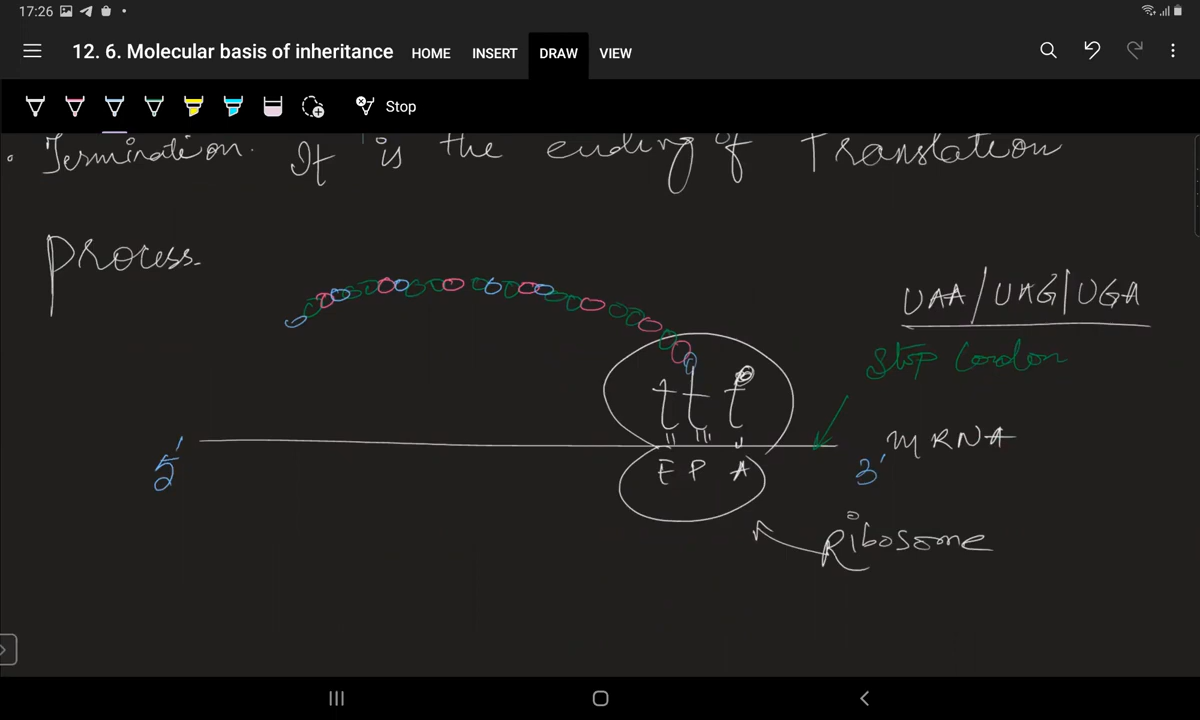 17:26
12. 6. Molecular basis of inheritance HOME INSERT DRAW VIEW
Stop
. Termination. It is the ending of Translation
Process.
UAA / UAG | UGA
Stop Cordon
t t t
5' mRNA
E P A 3'
Ribosome